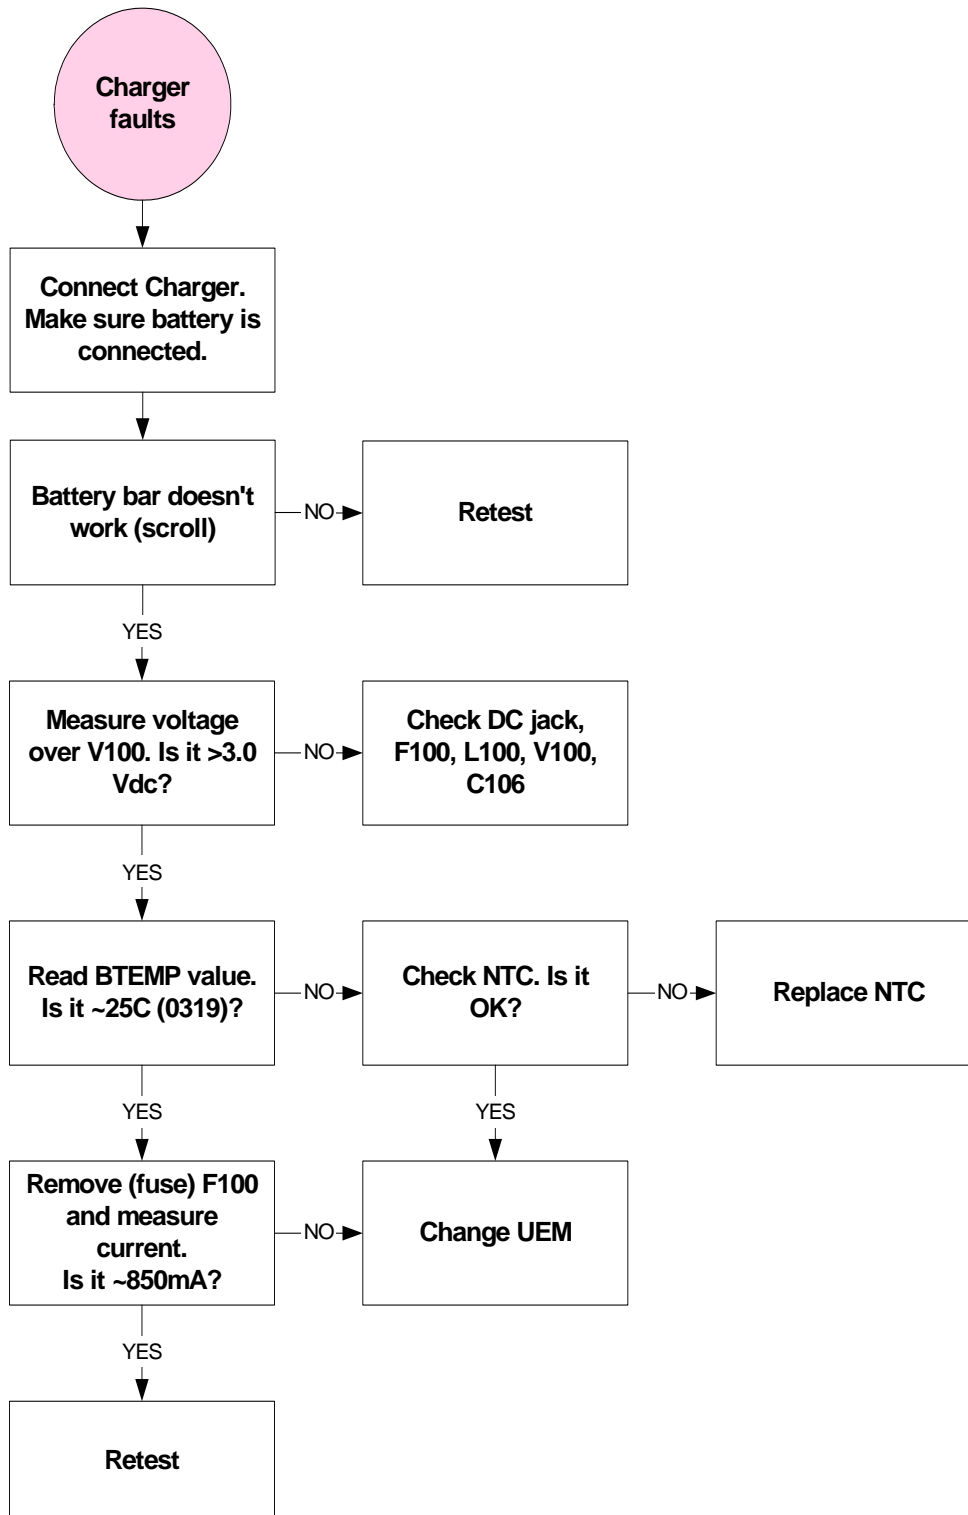 Charger
faults
Connect Charger.
Make sure battery is
connected.
Battery bar doesn't
work (scroll)
NO
Retest
YES
Measure voltage
over V100. Is it >3.0
Vdc?
NO
Check DC jack,
F100, L100, V100,
C106
YES
Read BTEMP value.
Is it ~25C (0319)?
NO
Check NTC. Is it
OK?
NO
Replace NTC
YES
YES
Remove (fuse) F100
and measure
current.
Is it ~850mA?
NO
Change UEM
YES
Retest